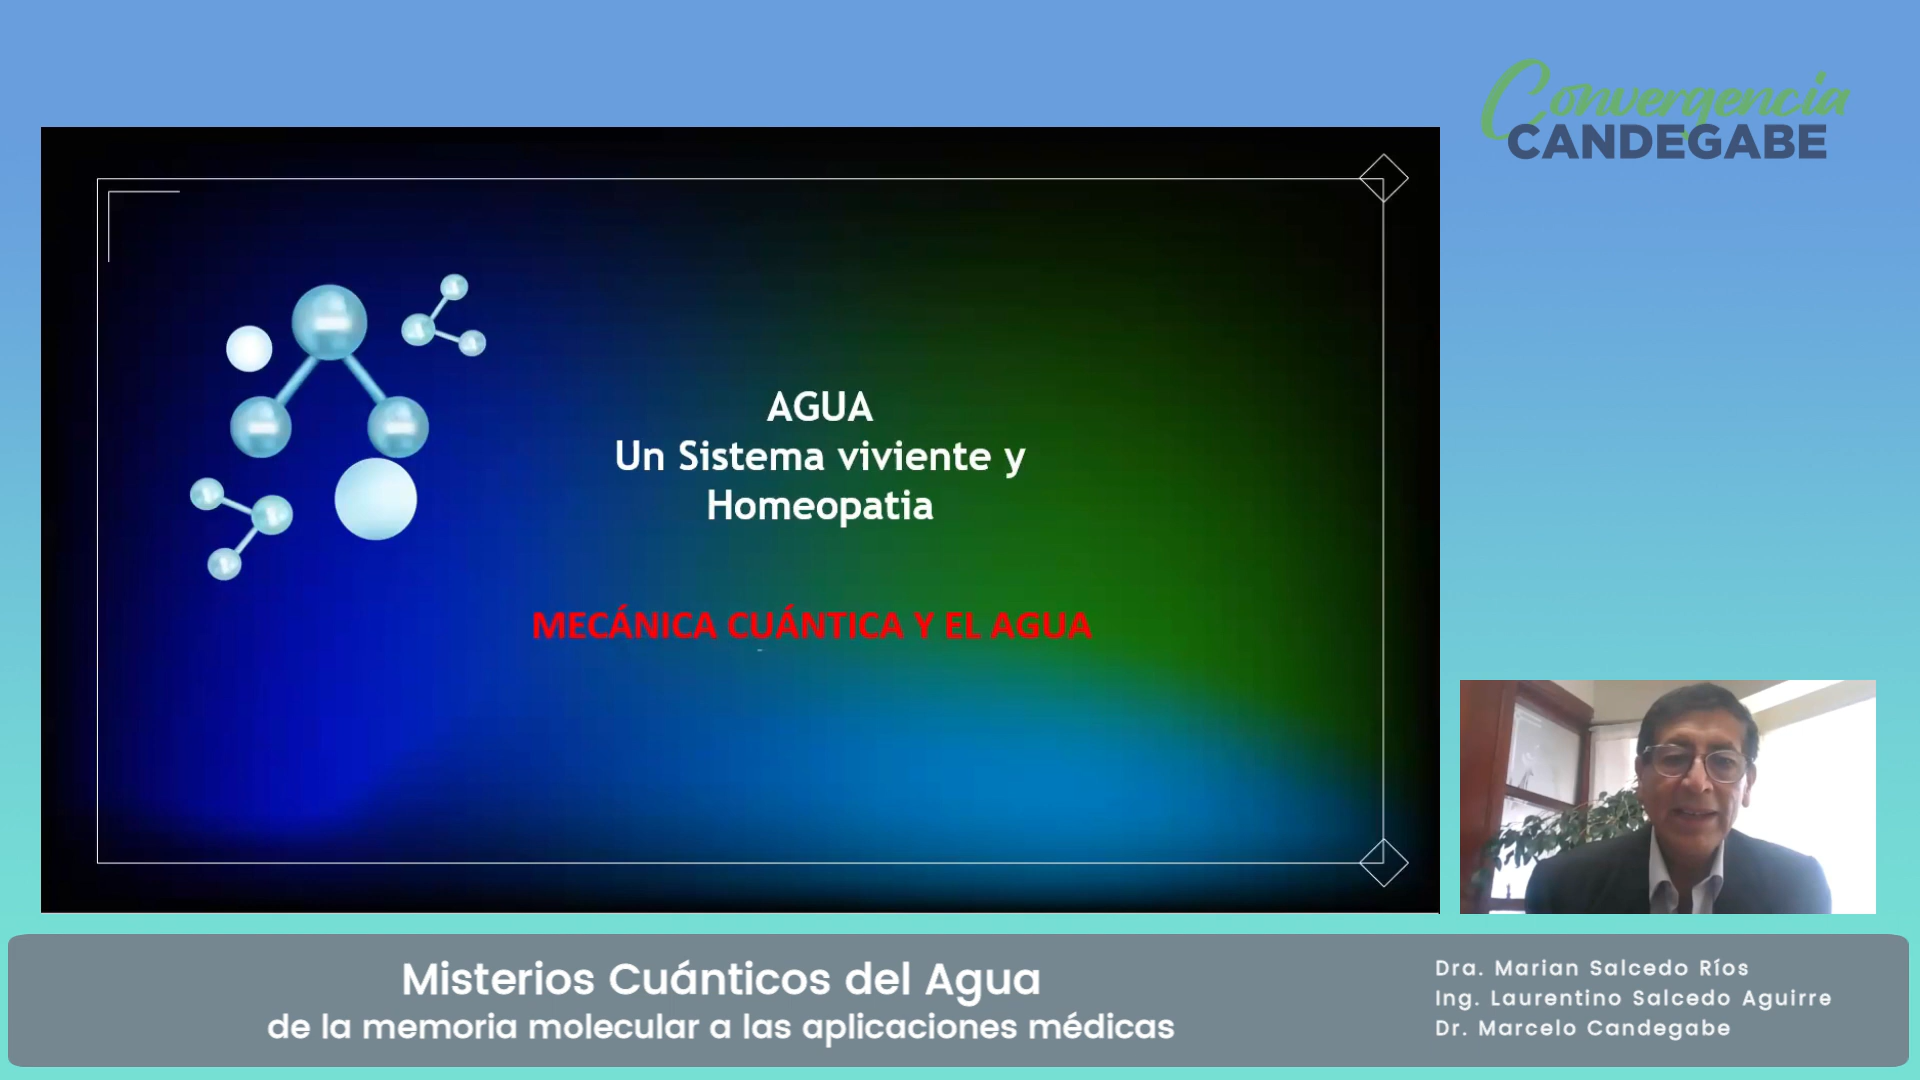 Convergencia
CANDEGABE
AGUA
Un Sistema viviente y
Homeopatia
MECÁNICA CUÁNTICA Y EL AGUA
Misterios Cuánticos del Agua
de la memoria molecular a las aplicaciones médicas
Dra. Marian Salcedo Ríos
Ing. Laurentino Salcedo Aguirre
Dr. Marcelo Candegabe